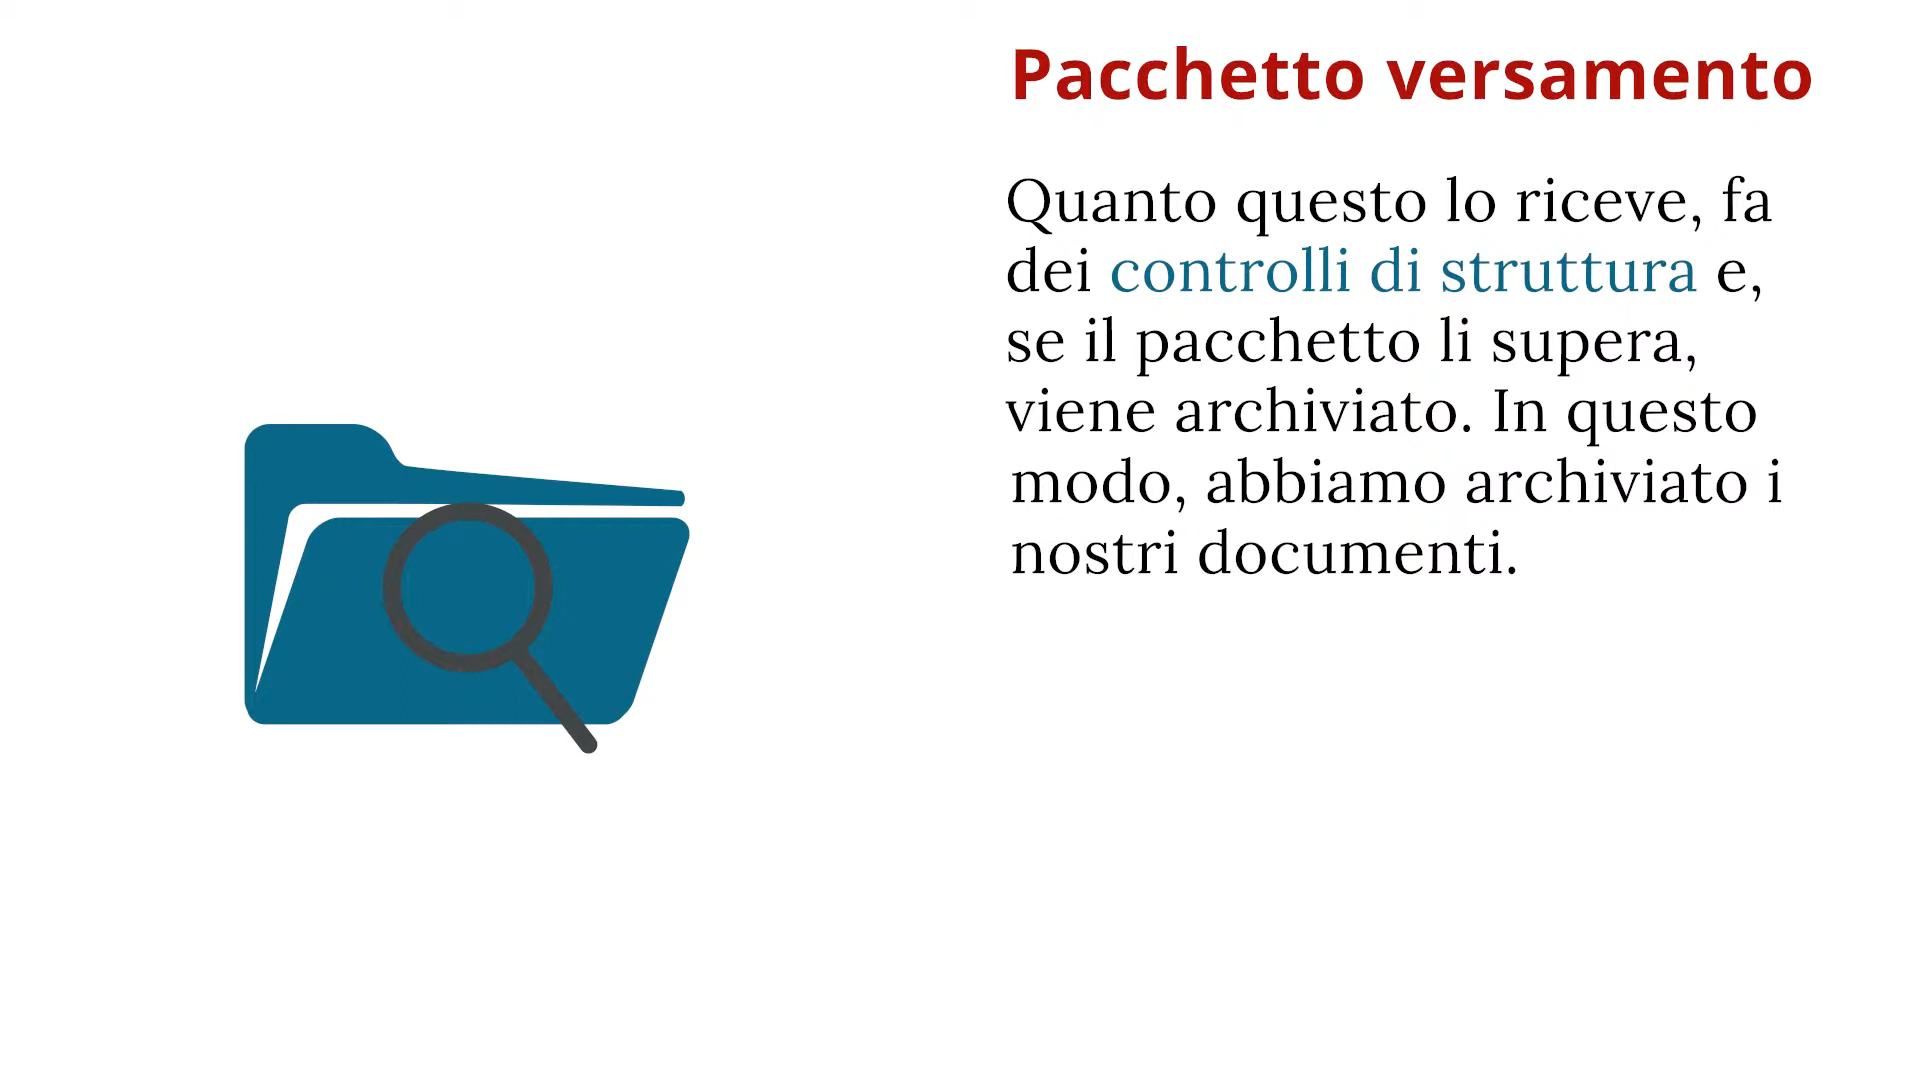 Pacchetto versamento
Quanto questo lo riceve, fa
dei controlli di struttura e,
se il pacchetto li supera,
viene archiviato. In questo
modo, abbiamo archiviato i
nostri documenti.